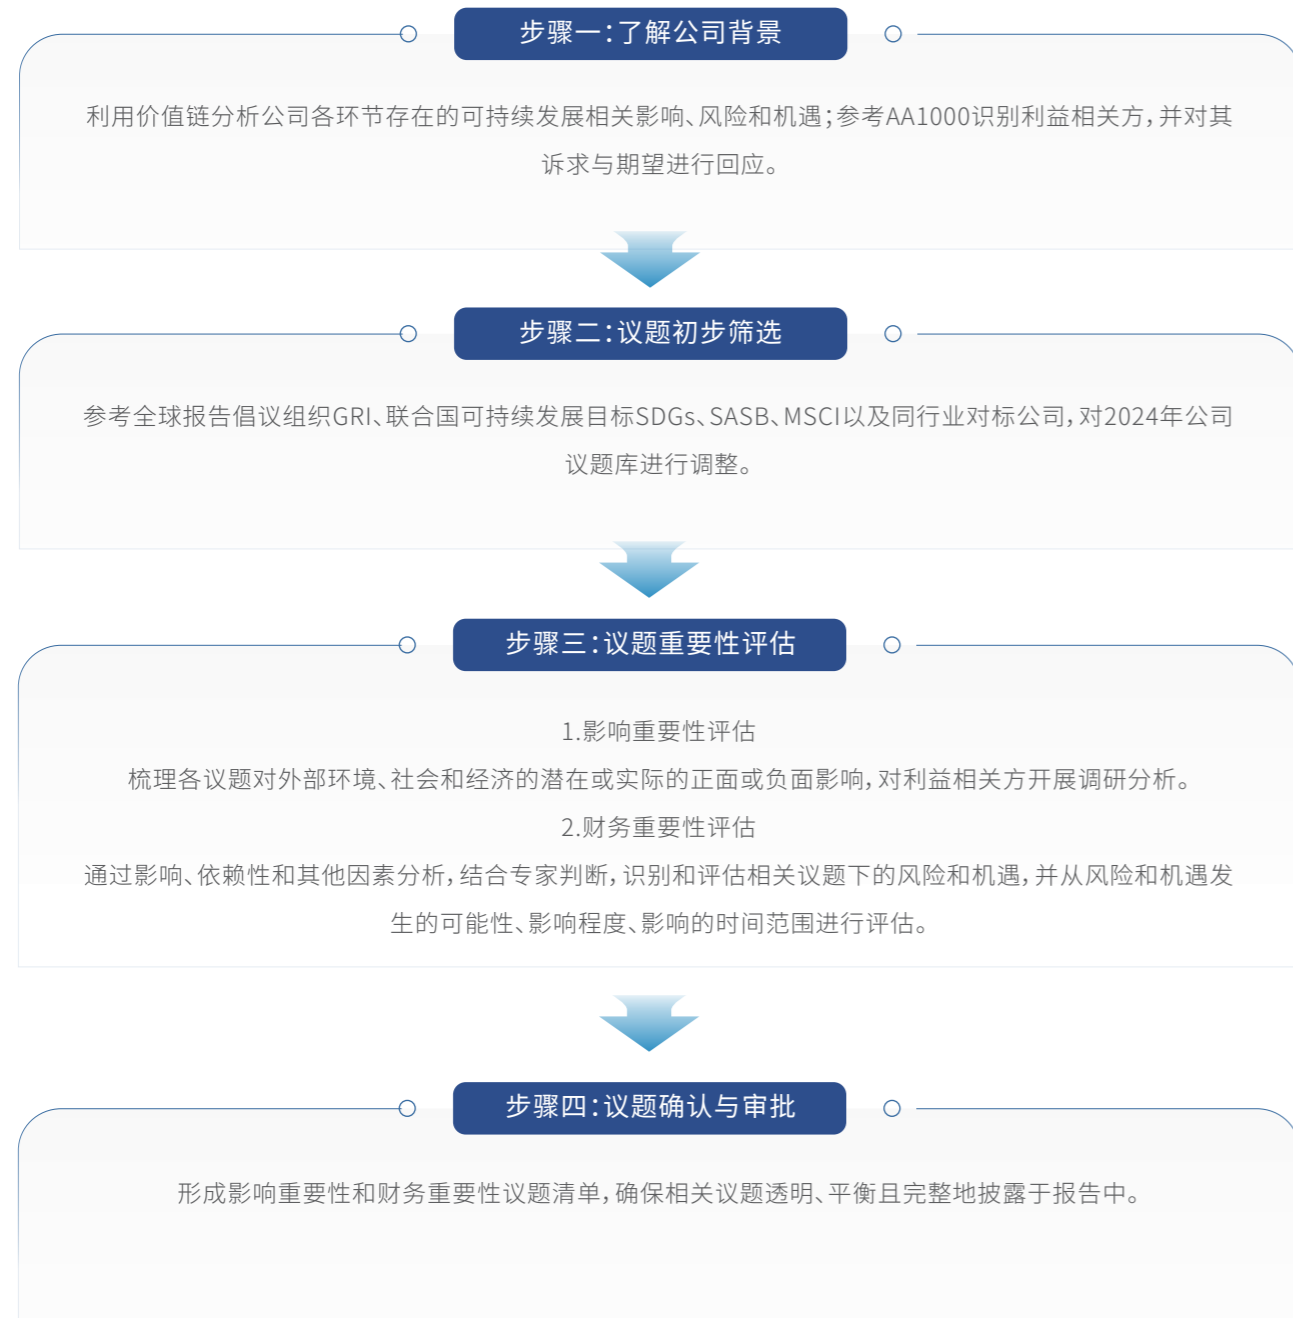 步骤一：了解公司背景
利用价值链分析公司各环节存在的可持续发展相关影响、风险和机遇；参考AA1000识别利益相关方，并对其
诉求与期望进行回应。
步骤二：议题初步筛选
参考全球报告倡议组织GRI、联合国可持续发展目标SDGs、SASB、MSCI以及同行业对标公司，对2024年公司
议题库进行调整。
步骤三：议题重要性评估
1.影响重要性评估
梳理各议题对外部环境、社会和经济的潜在或实际的正面或负面影响，对利益相关方开展调研分析。
2.财务重要性评估
通过影响、依赖性和其他因素分析，结合专家判断，识别和评估相关议题下的风险和机遇，并从风险和机遇发
生的可能性、影响程度、影响的时间范围进行评估。
步骤四：议题确认与审批
形成影响重要性和财务重要性议题清单，确保相关议题透明、平衡且完整地披露于报告中。